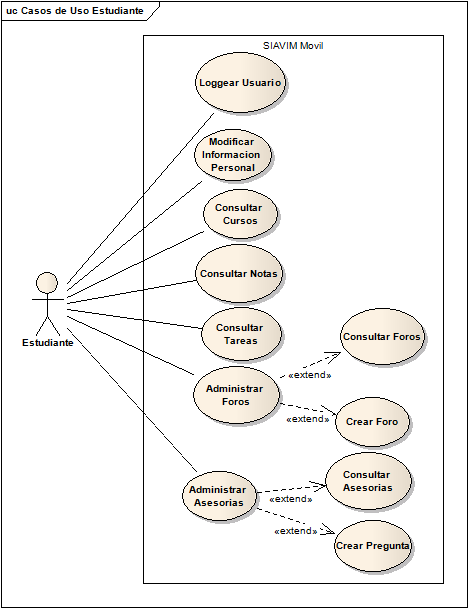 uc Casos de Uso Estudiante
SIAVIM Movil
Loggear Usuario
Modificar
Informacion
Personal
Consultar
Cursos
Consultar Notas
Estudiante
Consultar
Tareas
Consultar Foros
Administrar
Foros
«extend»
«extend»
Crear Foro
Consultar
Asesorias
Administrar
Asesorias
«extend»
«extend»
Crear Pregunta